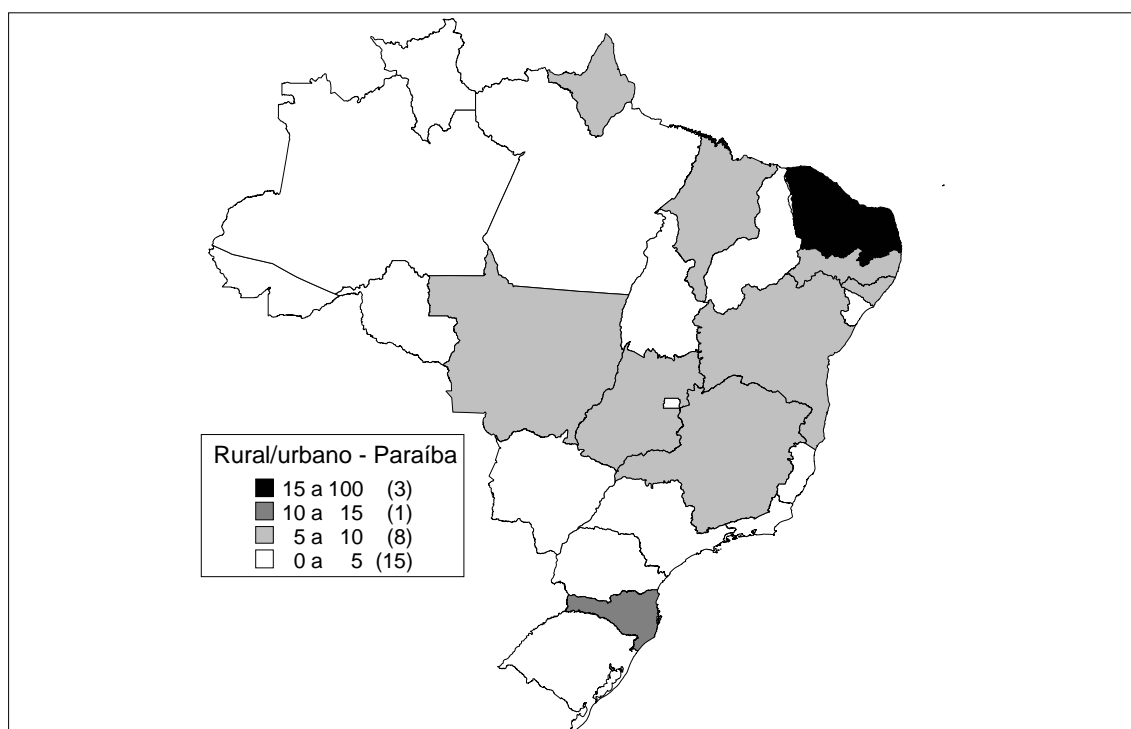 Rural/urbano - Paraíba
15 a 100 (3)
10 a 15 (1)
5 a 10 (8)
0 a 5 (15)